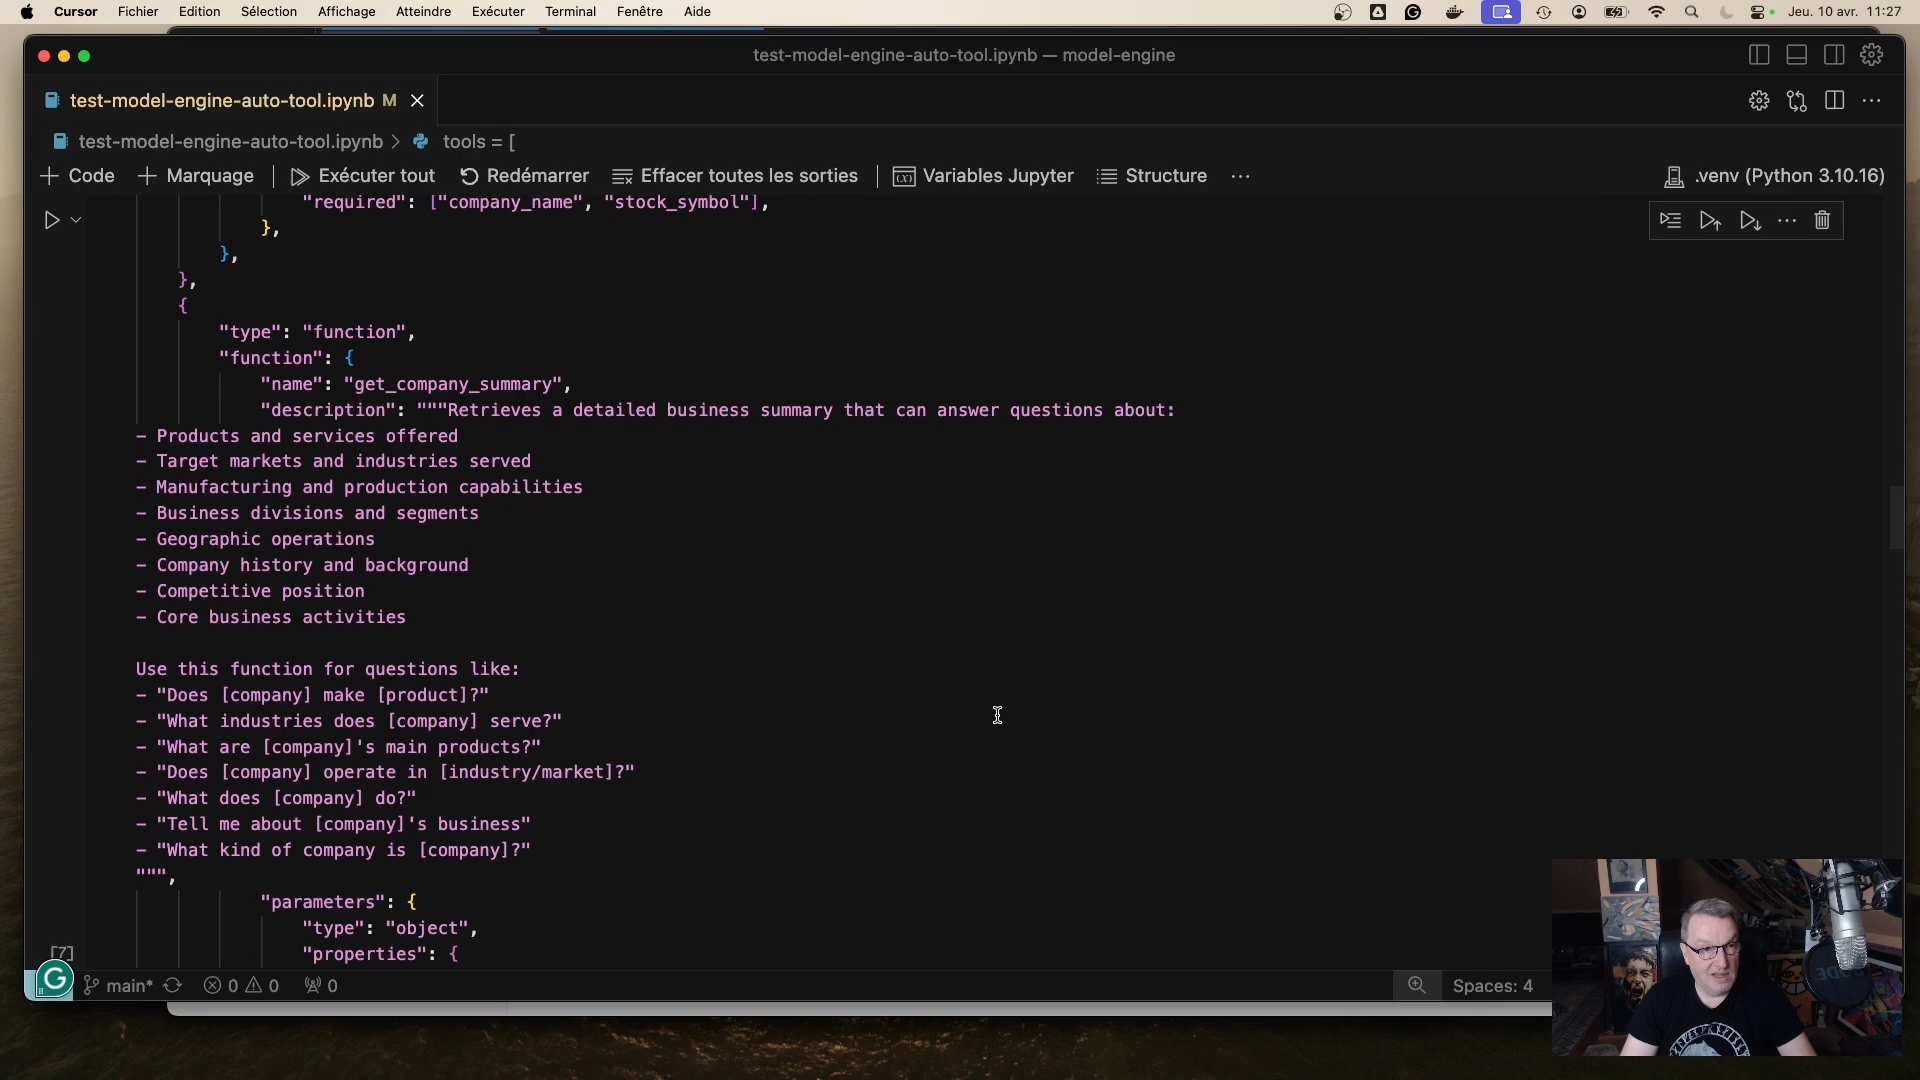 Cursor Fichier Edition Sélection Affichage Atteindre Exécuter Terminal Fenêtre Aide
Jeu. 10 avr. 11:27
test-model-engine-auto-tool.ipynb — model-engine
test-model-engine-auto-tool.ipynb M
test-model-engine-auto-tool.ipynb > tools = [
+ Code + Marquage Exécuter tout Redémarrer Effacer toutes les sorties Variables Jupyter Structure ... .venv (Python 3.10.16)
"required": ["company_name", "stock_symbol"],
},
},
},
{
"type": "function",
"function": {
"name": "get_company_summary",
"description": """Retrieves a detailed business summary that can answer questions about:
- Products and services offered
- Target markets and industries served
- Manufacturing and production capabilities
- Business divisions and segments
- Geographic operations
- Company history and background
- Competitive position
- Core business activities
Use this function for questions like:
- "Does [company] make [product]?"
- "What industries does [company] serve?"
- "What are [company]'s main products?"
- "Does [company] operate in [industry/market]?"
- "What does [company] do?"
- "Tell me about [company]'s business"
- "What kind of company is [company]?"
""",
"parameters": {
"type": "object",
"properties": {
[7]
main* 0 0 0 Spaces: 4